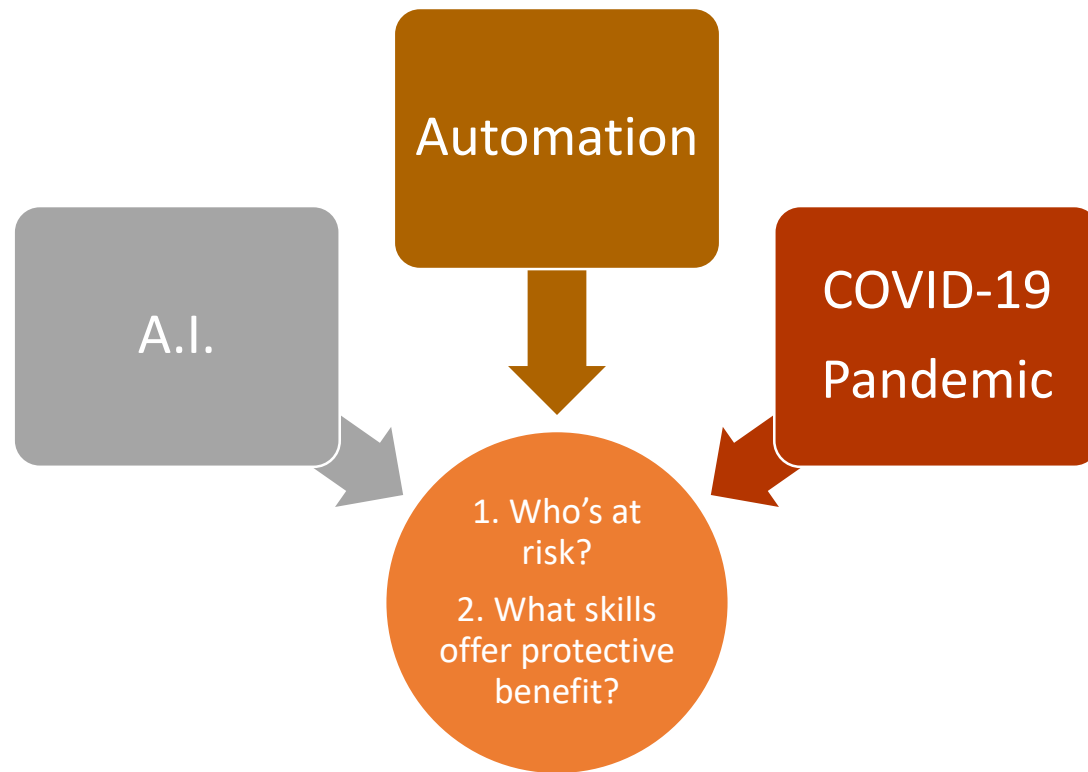 Automation
A.I.
COVID-19
Pandemic
1. Who’s at
risk?
2. What skills
offer protective
benefit?